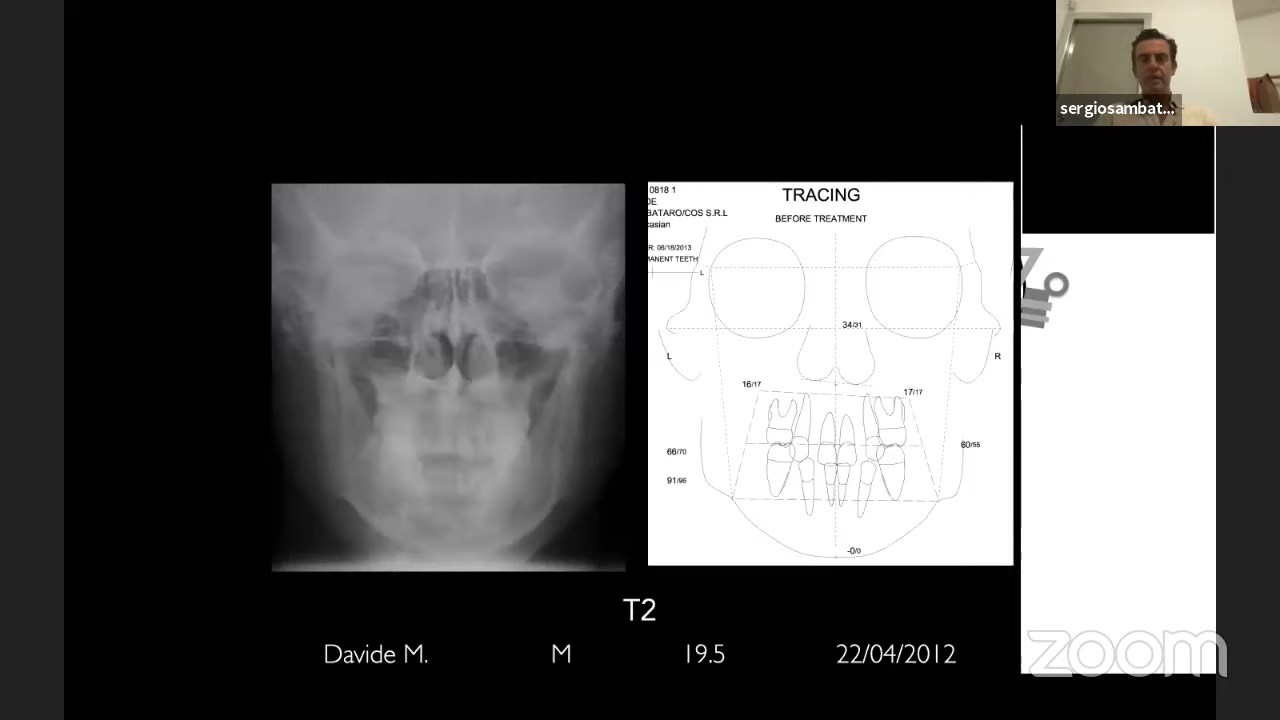 sergiosambat...
0818 1
DE
BATARO/COS S.R.L
casian
R: 06/18/2013
MANENT TEETH
L
TRACING
BEFORE TREATMENT
34/31
L
R
16/17
17/17
66/70
60/55
91/96
-0/0
T2
Davide M. M 19.5 22/04/2012
zoom